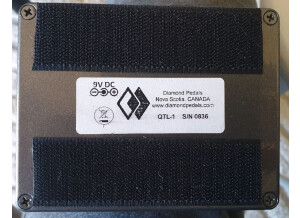 9V DC
Diamond Pedals
Nova Scotia, CANADA
www.diamondpedals.com
QTL-1 S/N 0836